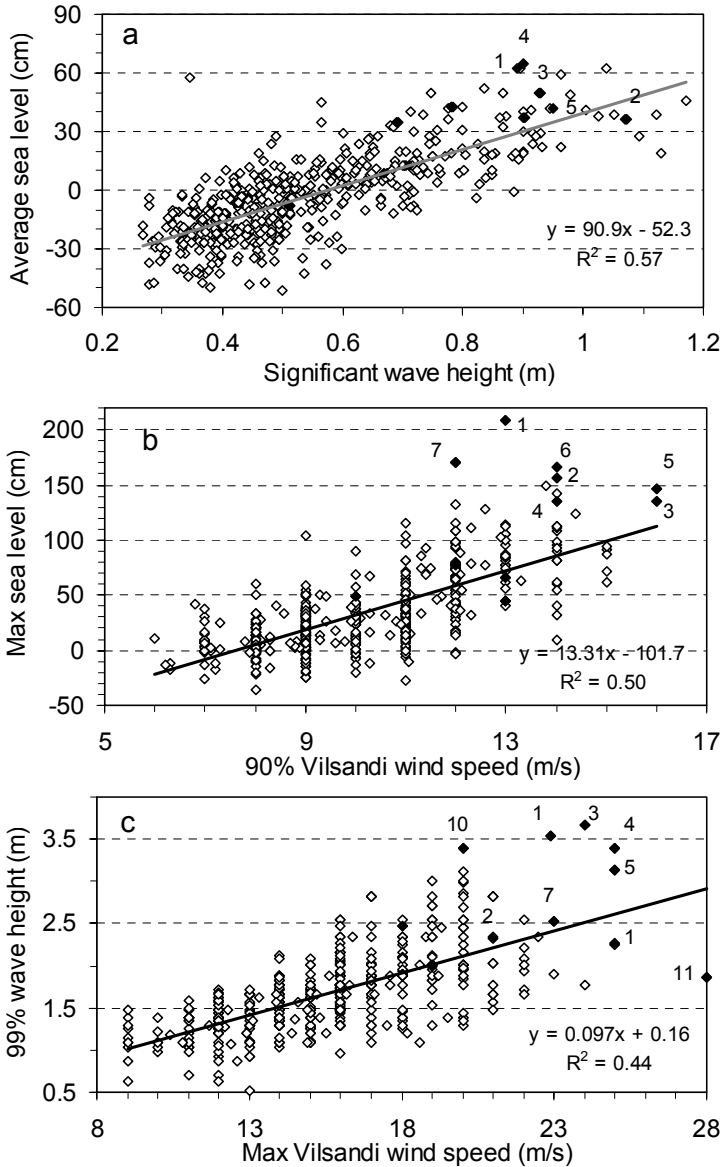 a
Average sea level (cm)
90
60
30
0
-30
-60
1
4
3
5
2
y = 90.9x - 52.3
R² = 0.57
0.2 0.4 0.6 0.8 1 1.2
Significant wave height (m)
b
Max sea level (cm)
200
150
100
50
0
-50
1
7
6
2
5
4
3
y = 13.31x - 101.7
R² = 0.50
5 9 13 17
90% Vilsandi wind speed (m/s)
c
99% wave height (m)
3.5
2.5
1.5
0.5
10
1
3
4
5
7
2
1
11
y = 0.097x + 0.16
R² = 0.44
8 13 18 23 28
Max Vilsandi wind speed (m/s)